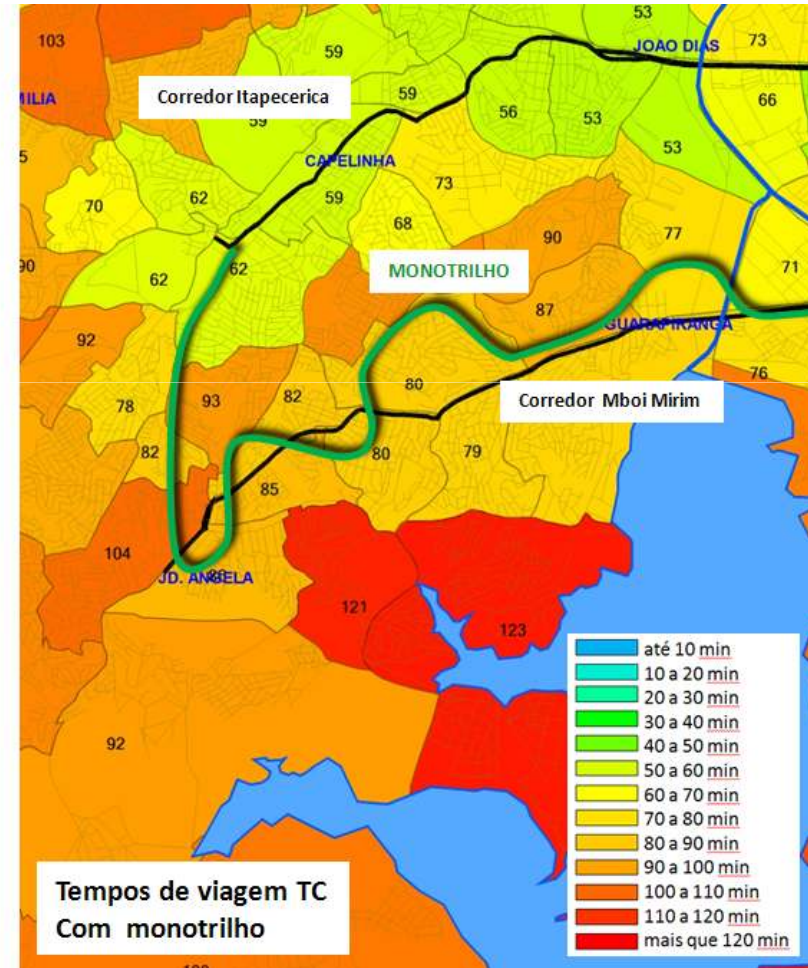 53
103
JOAO DIAS
73
59
MILIA
Corredor Itapecerica
59
66
59
56
53
CAPELINHA
53
73
62
59
70
68
90
77
90
62
62
MONOTRILHO
71
87
GUARAPIRANGA
92
80
76
93
82
Corredor Mboi Mirim
78
82
80
79
85
104
JD. ANGELA
121
123
até 10 min
10 a 20 min
20 a 30 min
30 a 40 min
40 a 50 min
50 a 60 min
60 a 70 min
70 a 80 min
80 a 90 min
90 a 100 min
100 a 110 min
110 a 120 min
mais que 120 min
92
Tempos de viagem TC
Com monotrilho